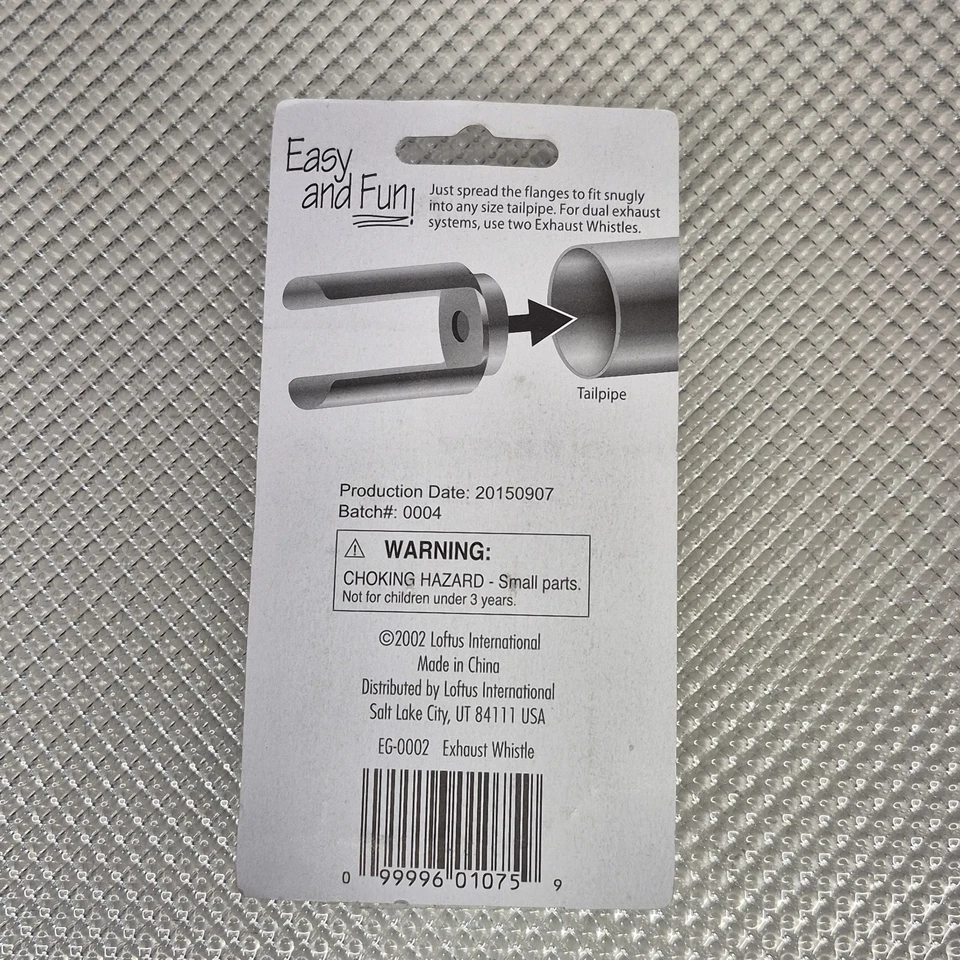 Easy
and Fun!
Just spread the flanges to fit snugly
into any size tailpipe. For dual exhaust
systems, use two Exhaust Whistles.
Tailpipe
Production Date: 20150907
Batch#: 0004
WARNING:
CHOKING HAZARD - Small parts.
Not for children under 3 years.
©2002 Loftus International
Made in China
Distributed by Loftus International
Salt Lake City, UT 84111 USA
EG-0002 Exhaust Whistle
0 99996 01075 9